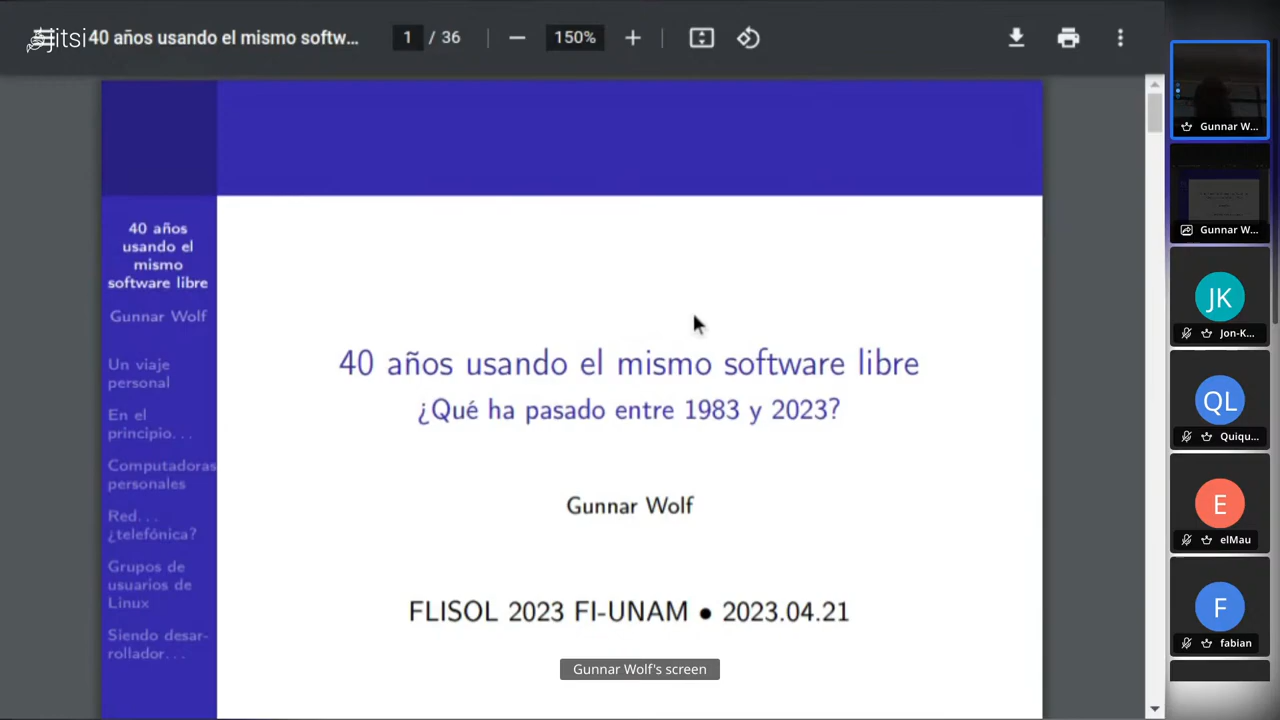 jitsi
40 años usando el mismo softw...
1 / 36
150%
40 años
usando el
mismo
software libre
Gunnar Wolf
Un viaje
personal
En el
principio...
Computadoras
personales
Red...
¿telefónica?
Grupos de
usuarios de
Linux
Siendo desar-
rollador...
40 años usando el mismo software libre
¿Qué ha pasado entre 1983 y 2023?
Gunnar Wolf
FLISOL 2023 FI-UNAM • 2023.04.21
Gunnar Wolf's screen
Gunnar W...
Gunnar W...
JK
Jon-K...
QL
Quiqu...
E
elMau
F
fabian